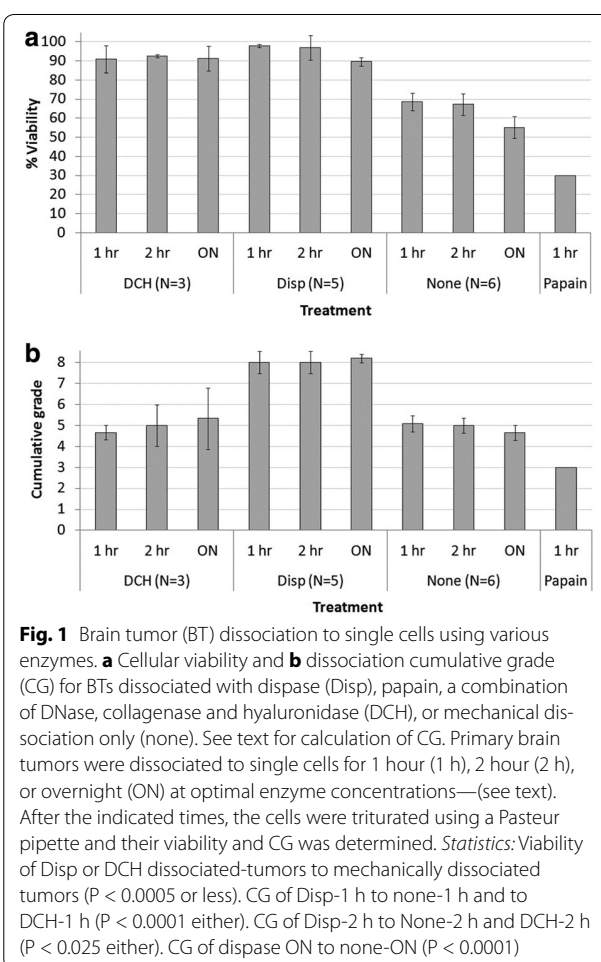 a
100
90
80
70
60
50
40
30
20
10
0
% Viability
1 hr 2 hr ON 1 hr 2 hr ON 1 hr 2 hr ON 1 hr
DCH (N=3) Disp (N=5) None (N=6) Papain
Treatment
b
8
7
6
5
4
3
2
1
0
Cumulative grade
1 hr 2 hr ON 1 hr 2 hr ON 1 hr 2 hr ON 1 hr
DCH (N=3) Disp (N=5) None (N=6) Papain
Treatment
Fig. 1 Brain tumor (BT) dissociation to single cells using various
enzymes. a Cellular viability and b dissociation cumulative grade
(CG) for BTs dissociated with dispase (Disp), papain, a combination
of DNase, collagenase and hyaluronidase (DCH), or mechanical dis-
sociation only (none). See text for calculation of CG. Primary brain
tumors were dissociated to single cells for 1 hour (1 h), 2 hour (2 h),
or overnight (ON) at optimal enzyme concentrations—(see text).
After the indicated times, the cells were triturated using a Pasteur
pipette and their viability and CG was determined. Statistics: Viability
of Disp or DCH dissociated-tumors to mechanically dissociated
tumors (P < 0.0005 or less). CG of Disp-1 h to none-1 h and to
DCH-1 h (P < 0.0001 either). CG of Disp-2 h to None-2 h and DCH-2 h
(P < 0.025 either). CG of dispase ON to none-ON (P < 0.0001)